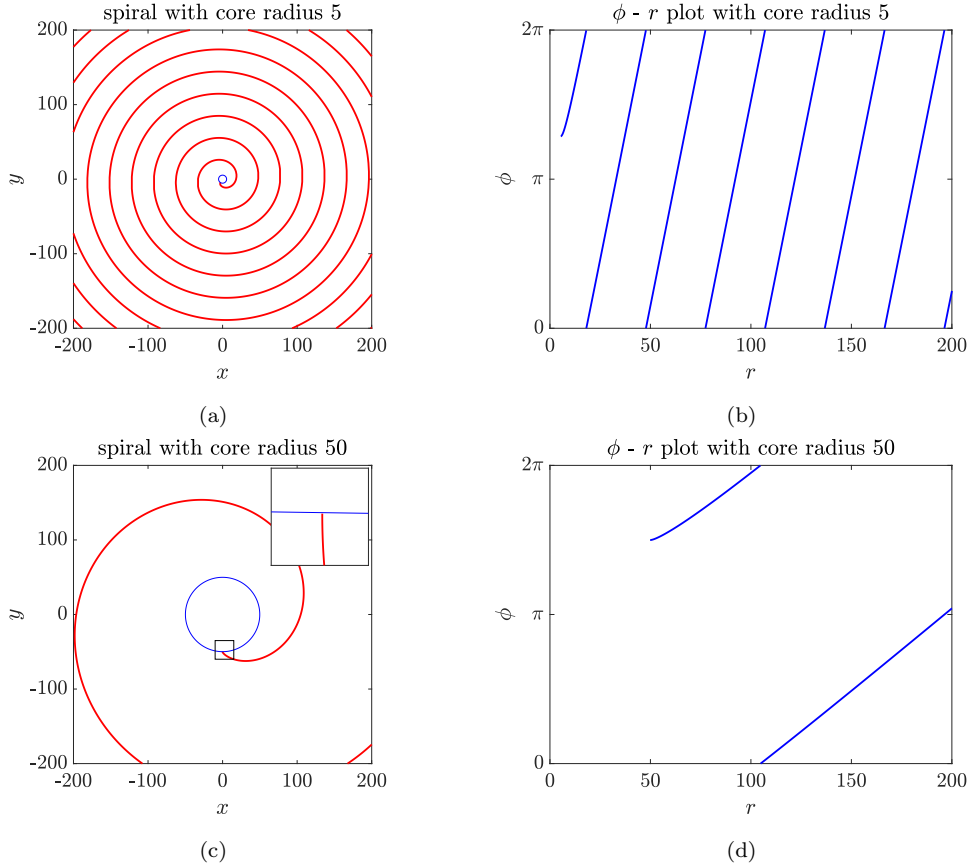 spiral with core radius 5
200
100
0
-100
-200
y
-200
-100
0
100
200
x
(a)
ϕ - r plot with core radius 5
2π
π
0
ϕ
0
50
100
150
200
r
(b)
spiral with core radius 50
200
100
0
-100
-200
y
-200
-100
0
100
200
x
(c)
ϕ - r plot with core radius 50
2π
π
0
ϕ
0
50
100
150
200
r
(d)